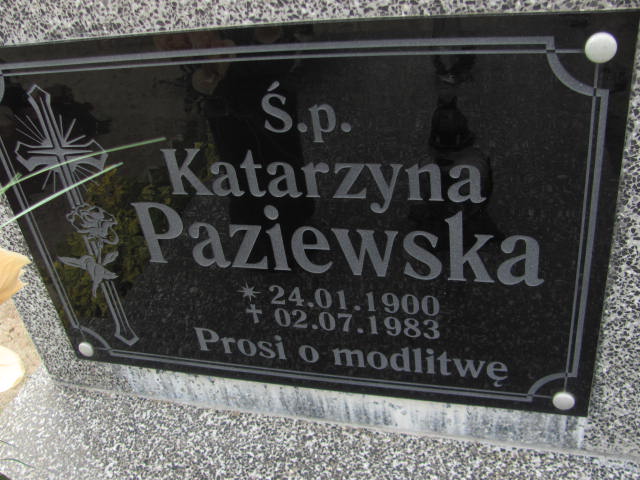 Ś.p.
Katarzyna
Paziewska
* 24.01.1900
✝ 02.07.1983
Prosi o modlitwę